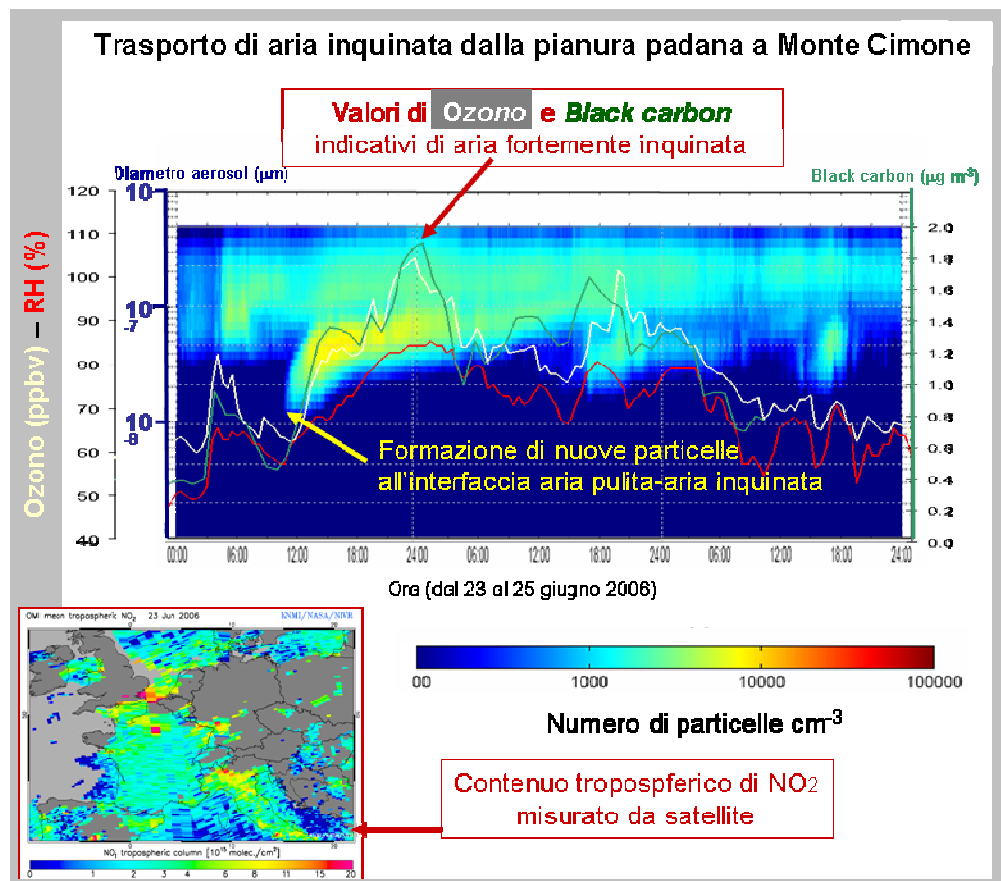 Trasporto di aria inquinata dalla pianura padana a Monte Cimone
Valori di Ozono e Black carbon
indicativi di aria fortemente inquinata
Diametro aerosol (µm)
Black carbon (µg m-3)
Ozono (ppbv) – RH (%)
120
110
100
90
80
70
60
50
40
10
10
-7
10
-8
2.0
1.8
1.6
1.4
1.2
1.0
0.8
0.6
0.4
0.2
0.0
Formazione di nuove particelle
all'interfaccia aria pulita-aria inquinata
00:00 06:00 12:00 18:00 24:00 06:00 12:00 18:00 24:00 06:00 12:00 18:00 24:00
Ora (dal 23 al 25 giugno 2006)
OMI mean tropospheric NO2 23 Jun 2006 KNMI/NASA/NIVR
0 10 20
NO2 tropospheric column [1015 molec./cm2]
0 1 2 4 6 8 11 15 20
00 1000 10000 100000
Numero di particelle cm-3
Contenuo tropospferico di NO2
misurato da satellite